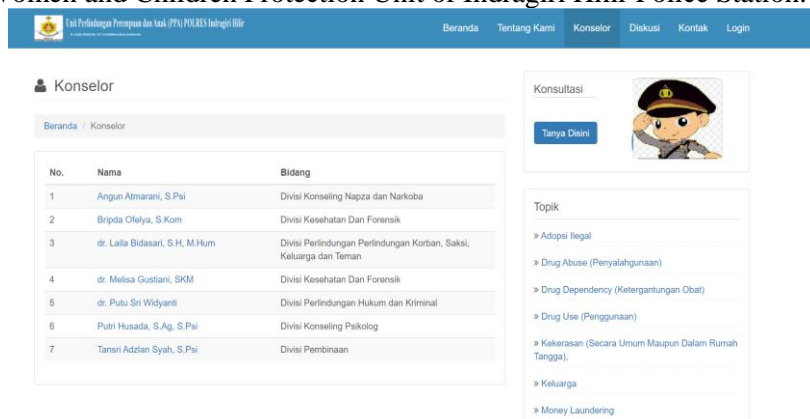 Women and Children Protection Unit of Indragiri Hilir Police Station.
Unit Perlindungan Perempuan dan Anak (PPA) POLRES Indragiri Hilir
Beranda Tentang Kami Konselor Diskusi Kontak Login
Konselor
Beranda / Konselor
No. Nama Bidang
1 Angun Atmarani, S.Psi Divisi Konseling Napza dan Narkoba
2 Bripda Ofelya, S.Kom Divisi Kesehatan Dan Forensik
3 dr. Laila Bidasari, S.H, M.Hum Divisi Perlindungan Perlindungan Korban, Saksi,
Keluarga dan Teman
4 dr. Melisa Gustiani, SKM Divisi Kesehatan Dan Forensik
5 dr. Putu Sri Widyanti Divisi Perlindungan Hukum dan Kriminal
6 Putri Husada, S.Ag, S.Psi Divisi Konseling Psikolog
7 Tansri Adzlan Syah, S.Psi Divisi Pembinaan
Konsultasi
Tanya Disini
Topik
» Adopsi Ilegal
» Drug Abuse (Penyalahgunaan)
» Drug Dependency (Ketergantungan Obat)
» Drug Use (Penggunaan)
» Kekerasan (Secara Umum Maupun Dalam Rumah
Tangga),
» Keluarga
» Money Laundering